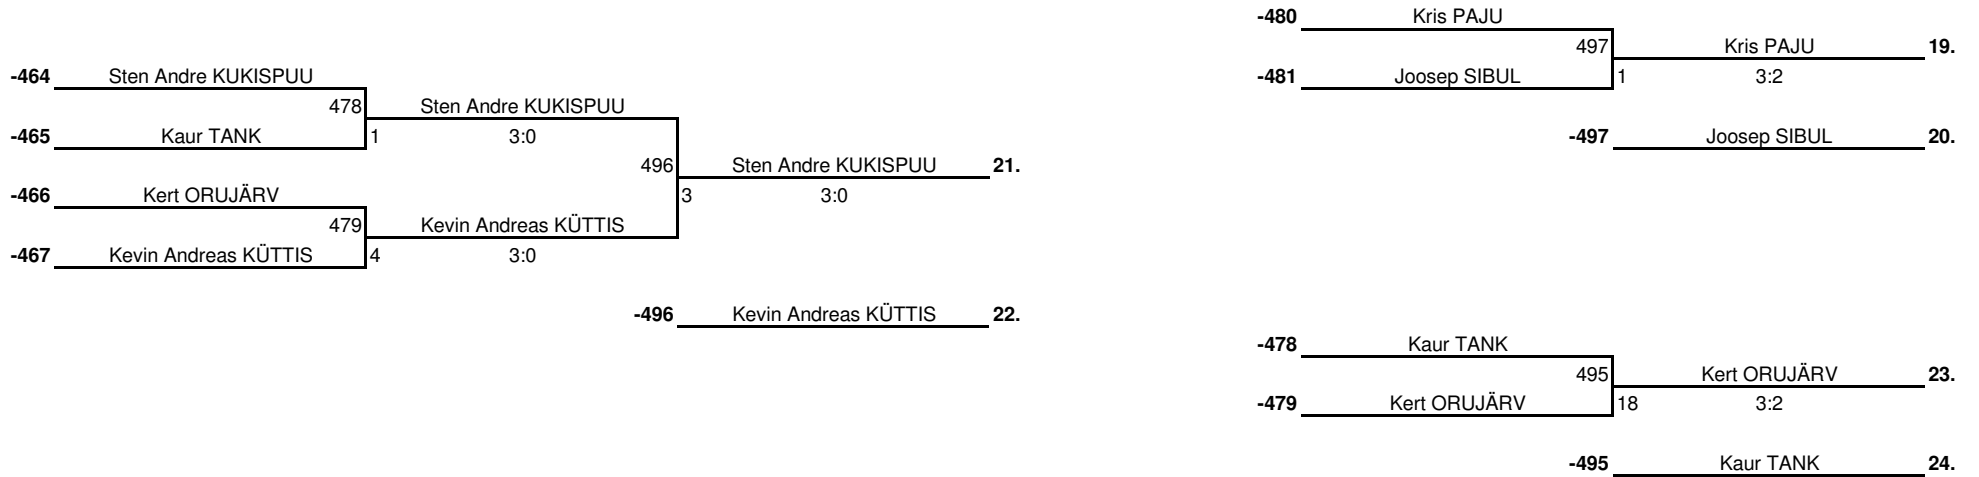 -480 Kris PAJU
497 Kris PAJU 19.
-464 Sten Andre KUKISPUU
-481 Joosep SIBUL 1 3:2
478 Sten Andre KUKISPUU
-465 Kaur TANK 1 3:0
-497 Joosep SIBUL 20.
496 Sten Andre KUKISPUU 21.
-466 Kert ORUJÄRV 3 3:0
479 Kevin Andreas KÜTTIS
-467 Kevin Andreas KÜTTIS 4 3:0
-496 Kevin Andreas KÜTTIS 22.
-478 Kaur TANK
495 Kert ORUJÄRV 23.
-479 Kert ORUJÄRV 18 3:2
-495 Kaur TANK 24.